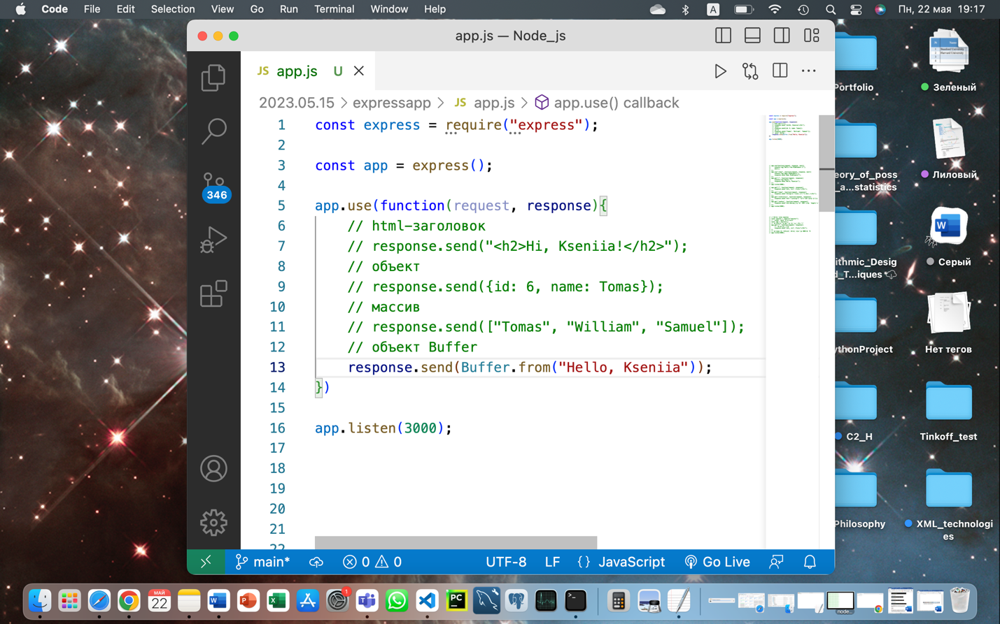 Code File Edit Selection View Go Run Terminal Window Help A Пн, 22 мая 19:17
app.js — Node_js
JS app.js U
2023.05.15 > expressapp > JS app.js > app.use() callback
1 const express = require("express");
2
3 const app = express();
4
5 app.use(function(request, response){
6 // html-заголовок
7 // response.send("<h2>Hi, Kseniia!</h2>");
8 // объект
9 // response.send({id: 6, name: Tomas});
10 // массив
11 // response.send(["Tomas", "William", "Samuel"]);
12 // объект Buffer
13 response.send(Buffer.from("Hello, Kseniia"));
14 })
15
16 app.listen(3000);
17
18
19
20
21
22
346
main* 0 0 UTF-8 LF {} JavaScript Go Live
Portfolio
Зеленый
eory_of_poss
_a...statistics
Лиловый
ithmic_Desig
d_T...iques
Серый
ythonProject
Нет тегов
C2_H
Tinkoff_test
Philosophy
XML_technologi
es
МАЙ
22
W
P
X
1
PC
>_
node...